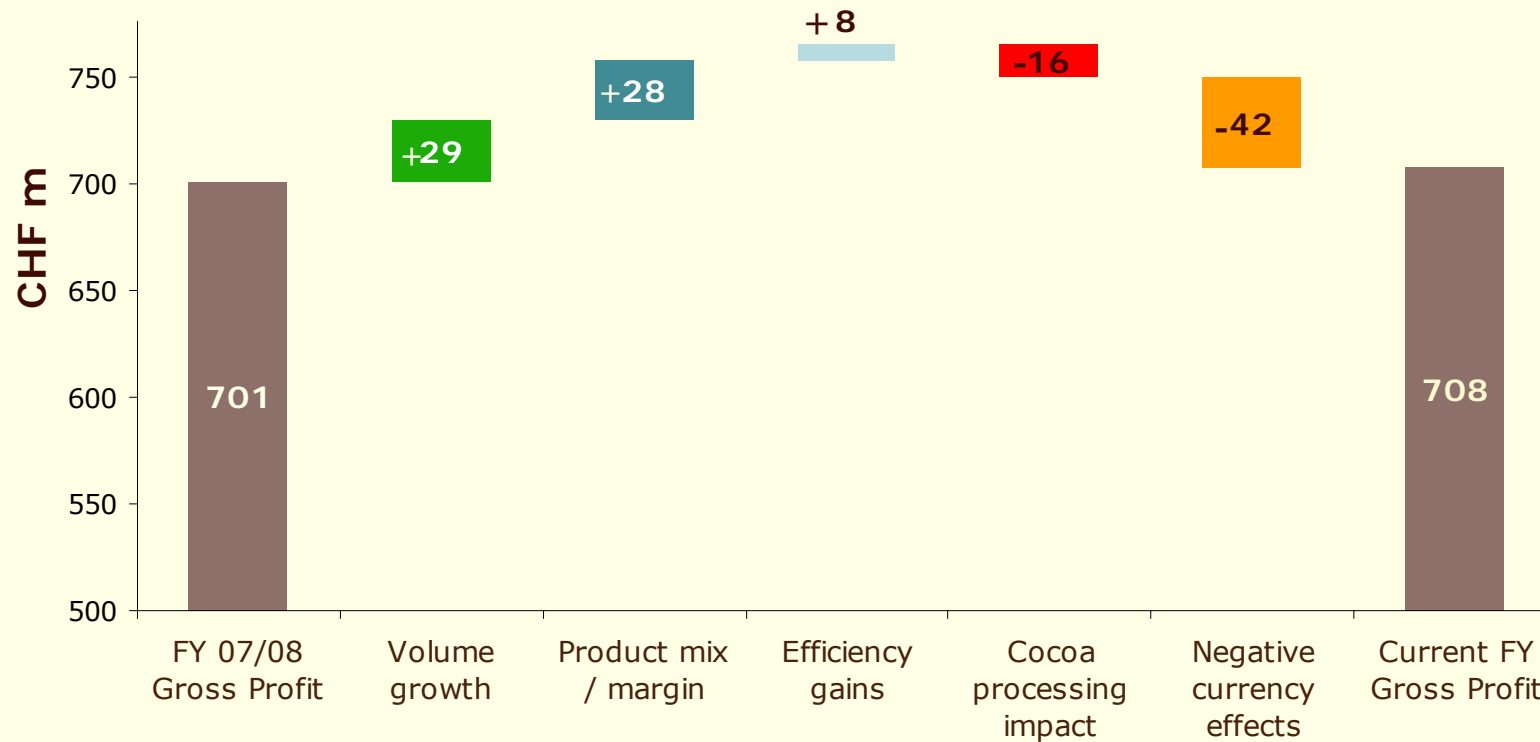 +8
750
-16
+28
-42
+29
700
CHF m
650
600
701
708
550
500
FY 07/08
Gross Profit
Volume
growth
Product mix
/ margin
Efficiency
gains
Cocoa
processing
impact
Negative
currency
effects
Current FY
Gross Profit